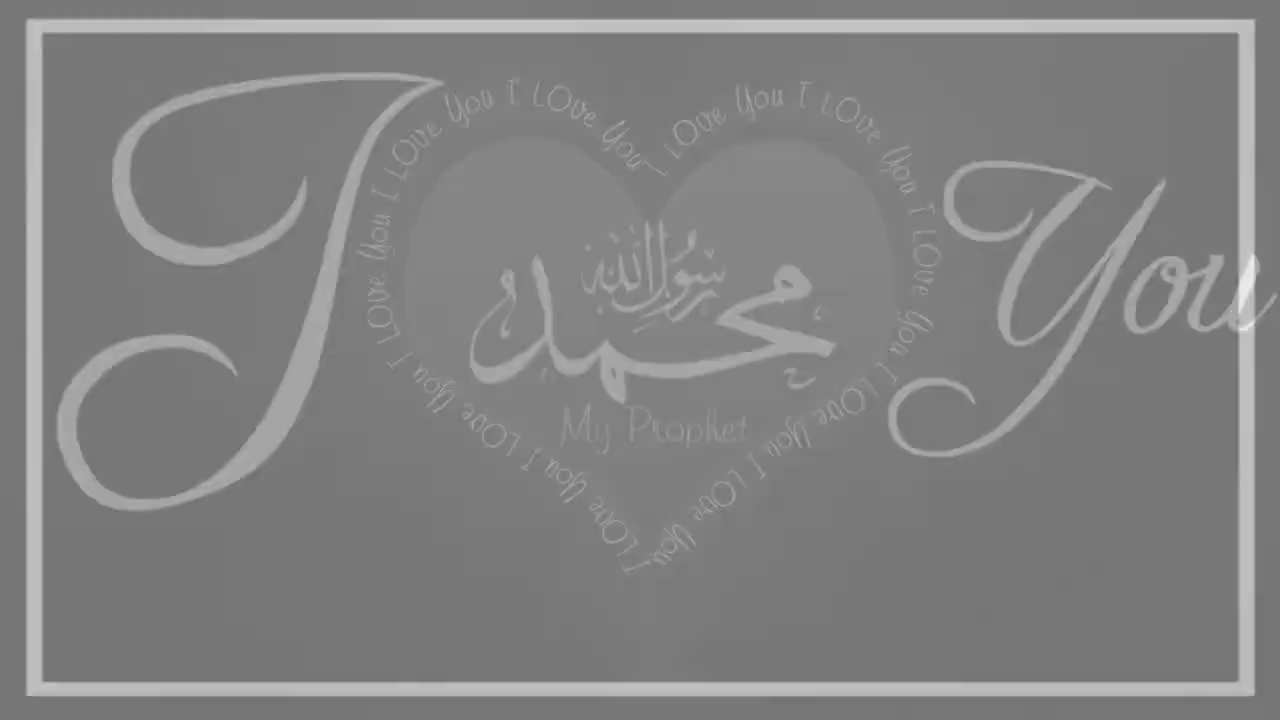 I
You
I LOve You I LOve You I LOve You I LOve You I LOve You I LOve You I LOve You I LOve You I LOve You I LOve You
رسول الله
محمد
My Prophet